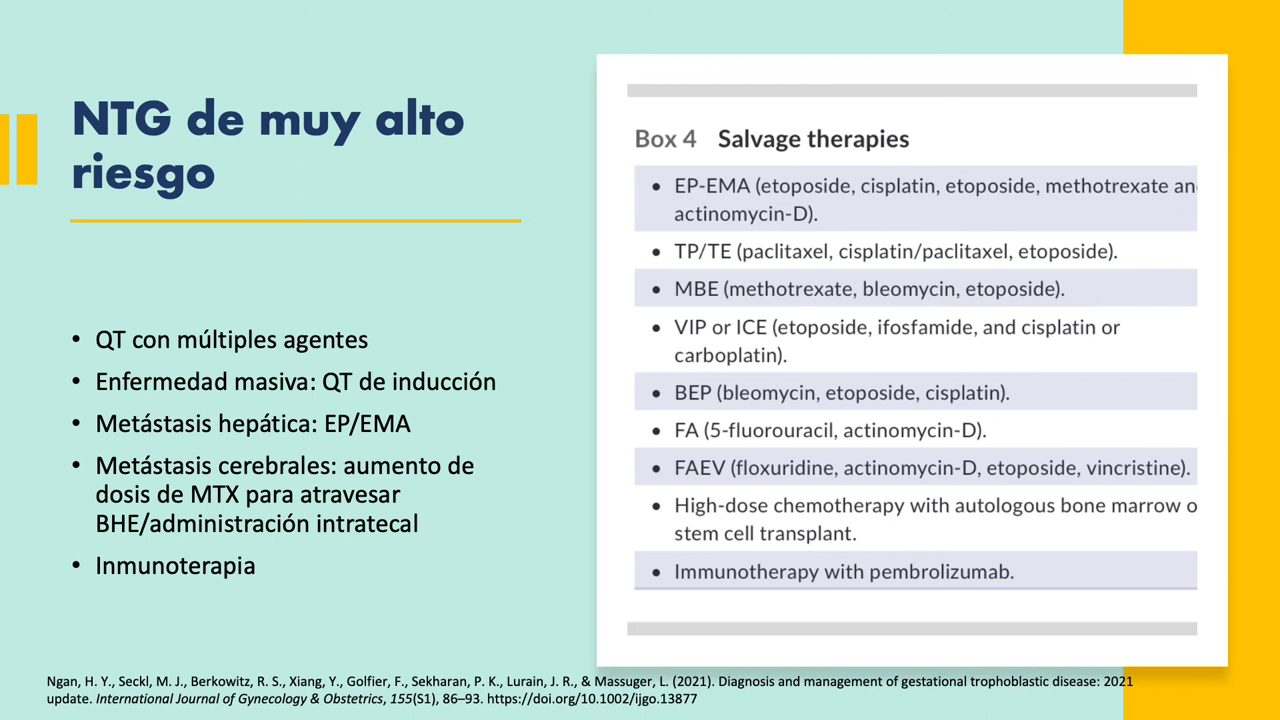 NTG de muy alto
riesgo
• QT con múltiples agentes
• Enfermedad masiva: QT de inducción
• Metástasis hepática: EP/EMA
• Metástasis cerebrales: aumento de
dosis de MTX para atravesar
BHE/administración intratecal
• Inmunoterapia
Box 4 Salvage therapies
• EP-EMA (etoposide, cisplatin, etoposide, methotrexate an
actinomycin-D).
• TP/TE (paclitaxel, cisplatin/paclitaxel, etoposide).
• MBE (methotrexate, bleomycin, etoposide).
• VIP or ICE (etoposide, ifosfamide, and cisplatin or
carboplatin).
• BEP (bleomycin, etoposide, cisplatin).
• FA (5-fluorouracil, actinomycin-D).
• FAEV (floxuridine, actinomycin-D, etoposide, vincristine).
• High-dose chemotherapy with autologous bone marrow o
stem cell transplant.
• Immunotherapy with pembrolizumab.
Ngan, H. Y., Seckl, M. J., Berkowitz, R. S., Xiang, Y., Golfier, F., Sekharan, P. K., Lurain, J. R., & Massuger, L. (2021). Diagnosis and management of gestational trophoblastic disease: 2021
update. International Journal of Gynecology & Obstetrics, 155(S1), 86–93. https://doi.org/10.1002/ijgo.13877